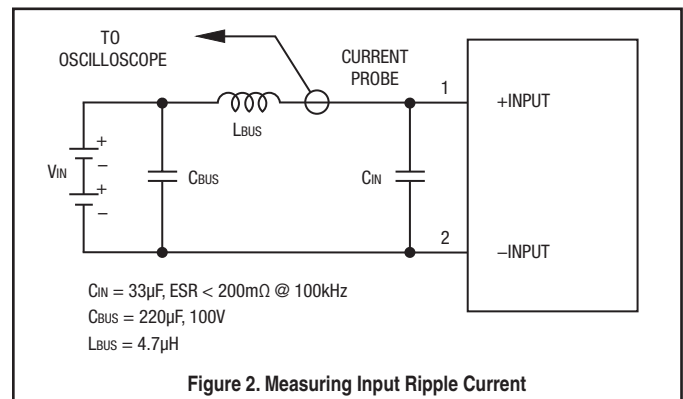 TO
OSCILLOSCOPE
CURRENT
PROBE
1
+INPUT
LBUS
+
VIN
–
+
–
CBUS
CIN
2
–INPUT
CIN = 33µF, ESR < 200mΩ @ 100kHz
CBUS = 220µF, 100V
LBUS = 4.7µH
Figure 2. Measuring Input Ripple Current